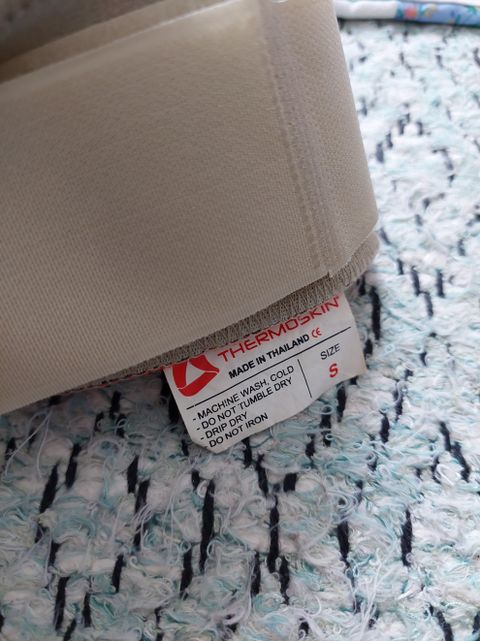 THERMOSKIN®
MADE IN THAILAND CE
SIZE
S
- MACHINE WASH, COLD
- DO NOT TUMBLE DRY
- DRIP DRY
- DO NOT IRON